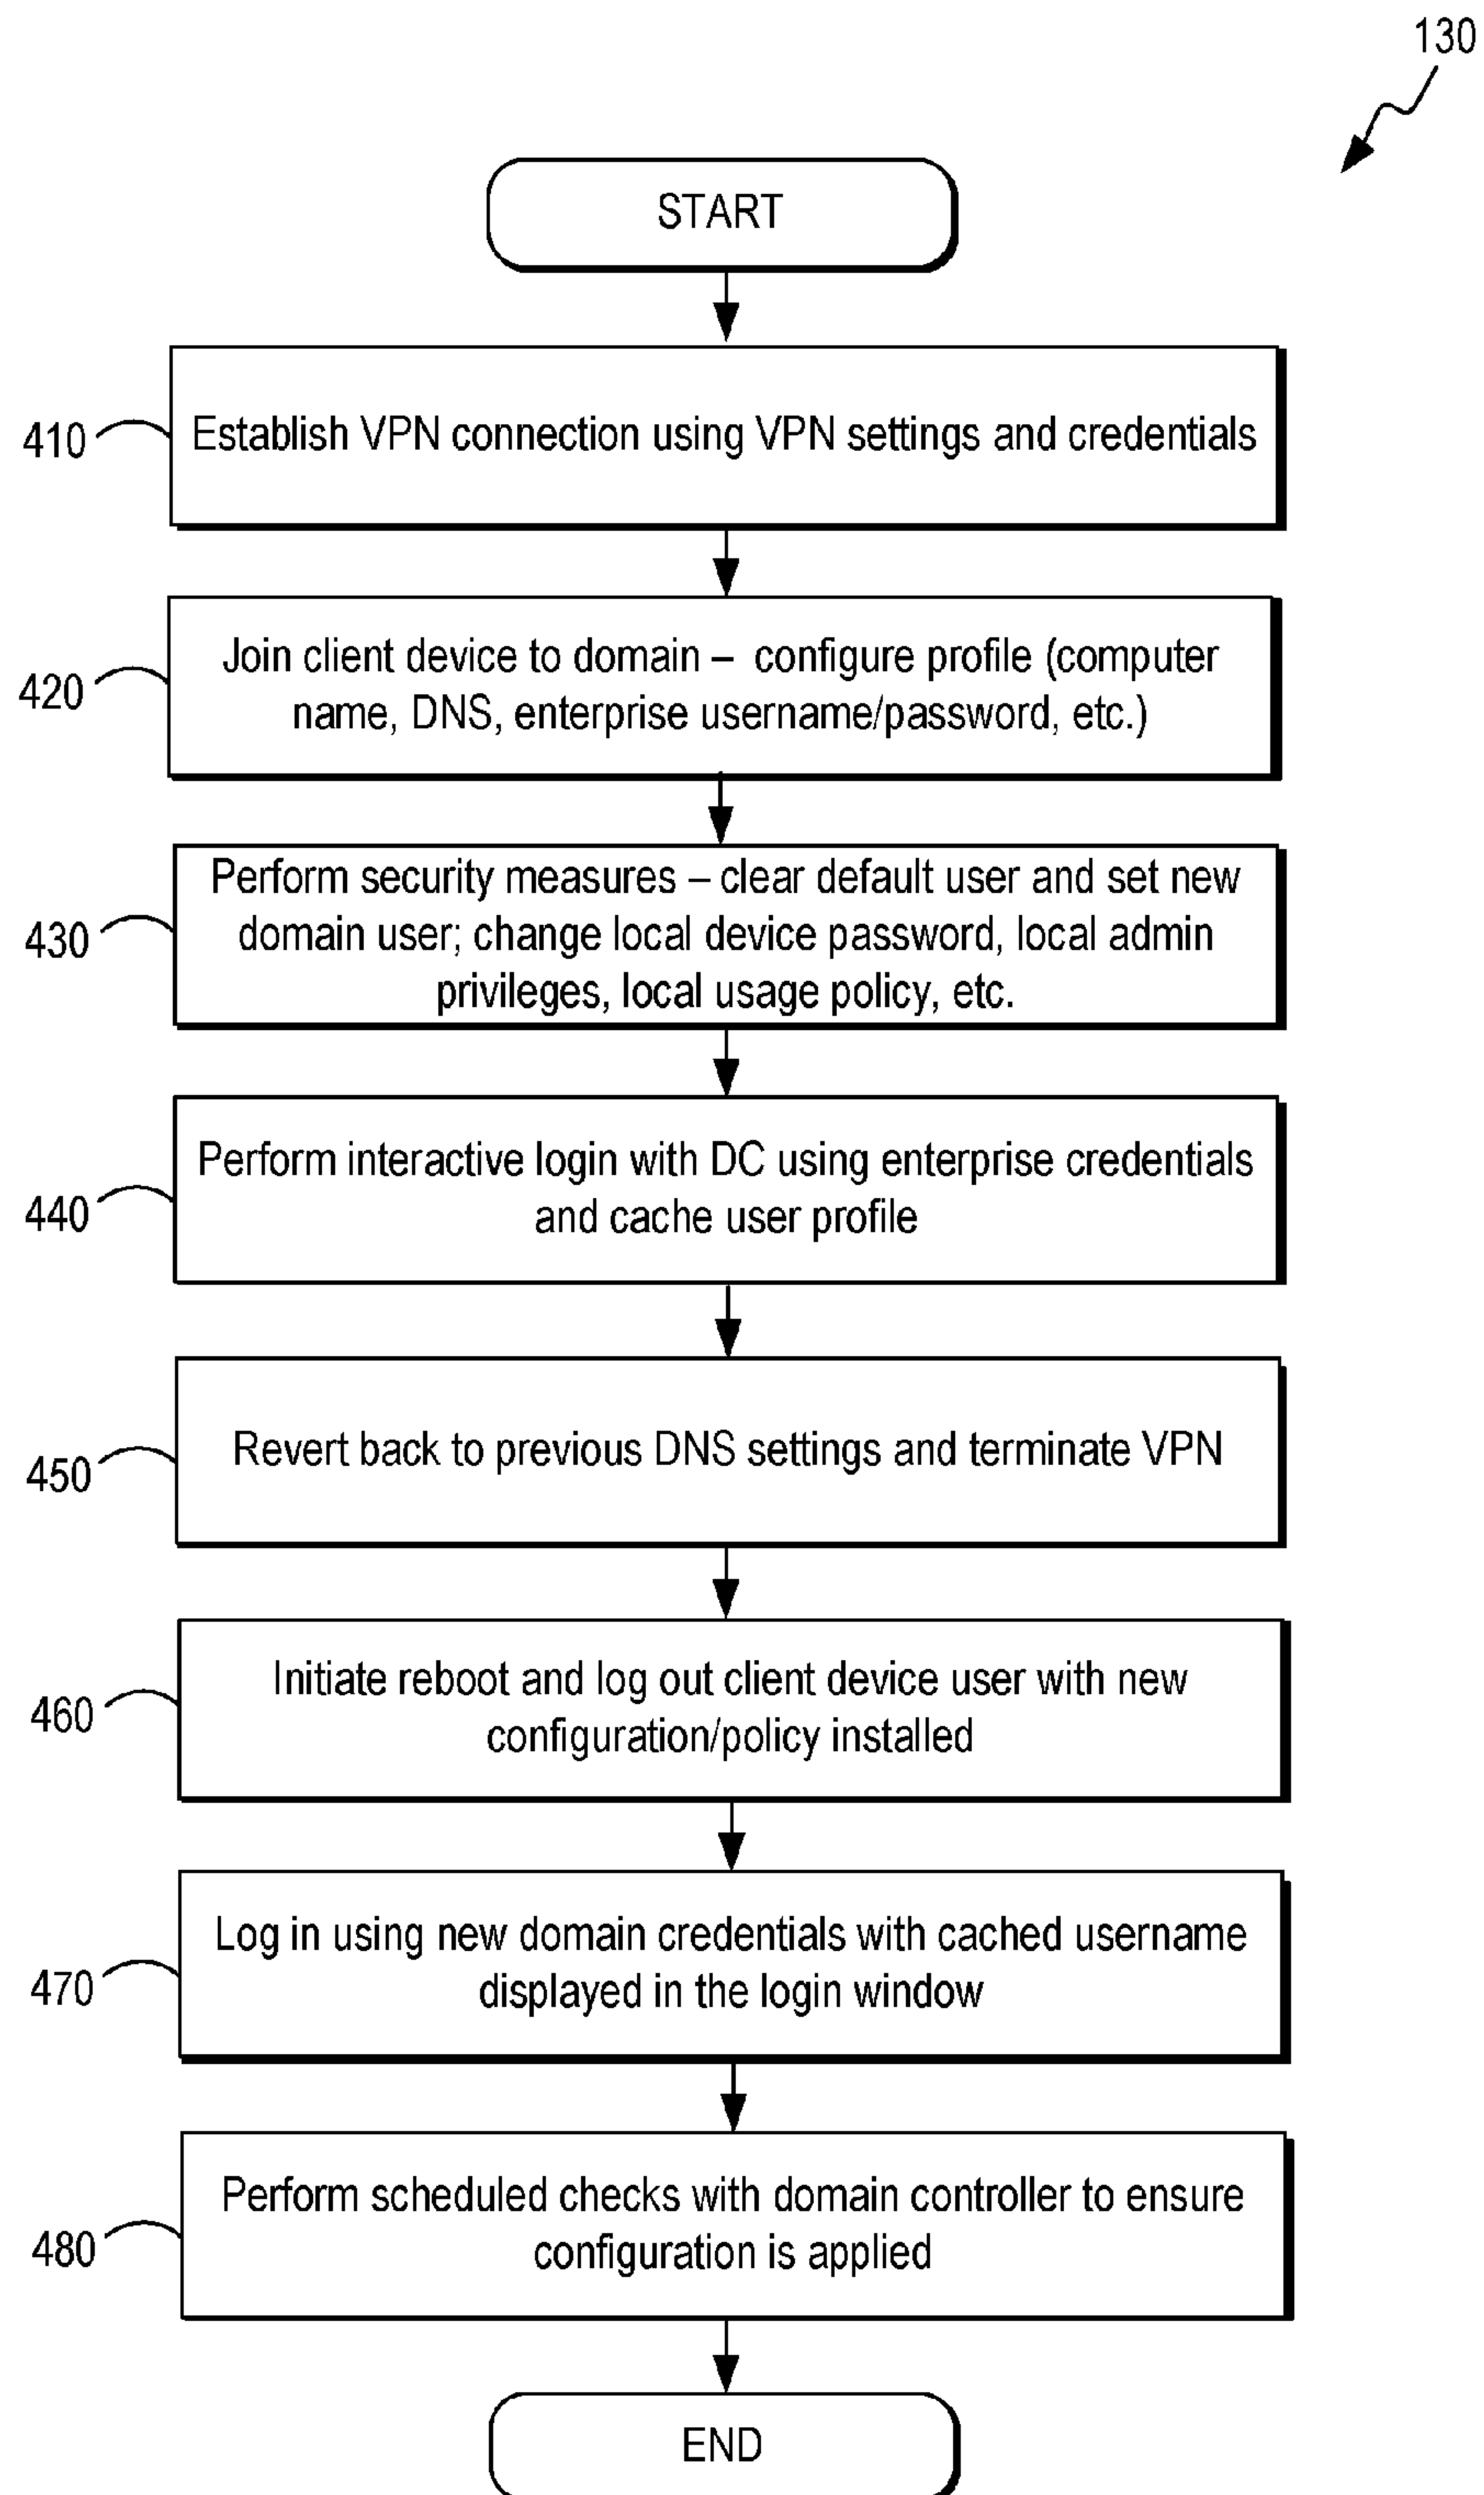 130
START
410
Establish VPN connection using VPN settings and credentials
420
Join client device to domain – configure profile (computer
name, DNS, enterprise username/password, etc.)
430
Perform security measures – clear default user and set new
domain user; change local device password, local admin
privileges, local usage policy, etc.
440
Perform interactive login with DC using enterprise credentials
and cache user profile
450
Revert back to previous DNS settings and terminate VPN
460
Initiate reboot and log out client device user with new
configuration/policy installed
470
Log in using new domain credentials with cached username
displayed in the login window
480
Perform scheduled checks with domain controller to ensure
configuration is applied
END